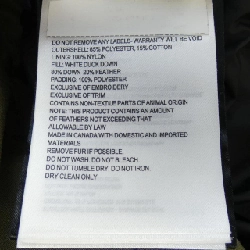 DO NOT REMOVE ANY LABELS- WARRANTY WILL BE VOID
OUTERSHELL: 85% POLYESTER, 15% COTTON
LINING: 100% NYLON
FILL: WHITE DUCK DOWN
80% DOWN 20% FEATHER
PADDING: 100% POLYESTER
EXCLUSIVE OF EMBROIDERY
EXCLUSIVE OF TRIM
CONTAINS NON-TEXTILE PARTS OF ANIMAL ORIGIN
NOTE: THIS PRODUCT CONTAINS AN AMOUNT
OF FEATHERS NOT EXCEEDING THAT
ALLOWABLE BY LAW
MADE IN CANADA WITH DOMESTIC AND IMPORTED
MATERIALS
REMOVE FUR IF POSSIBLE
DO NOT WASH. DO NOT BLEACH.
DO NOT TUMBLE DRY. DO NOT IRON.
DRY CLEAN ONLY